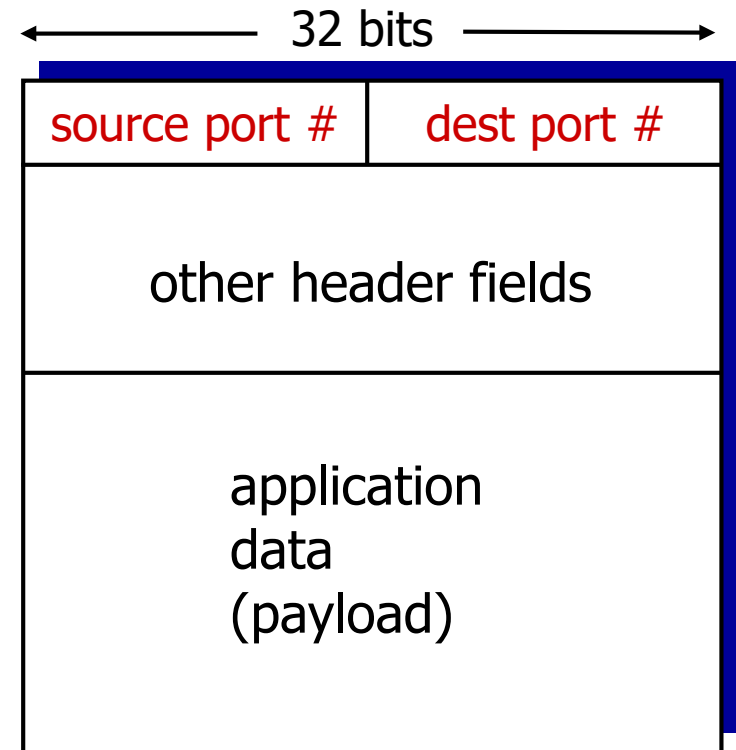 32 bits
source port # dest port #
other header fields
application
data
(payload)